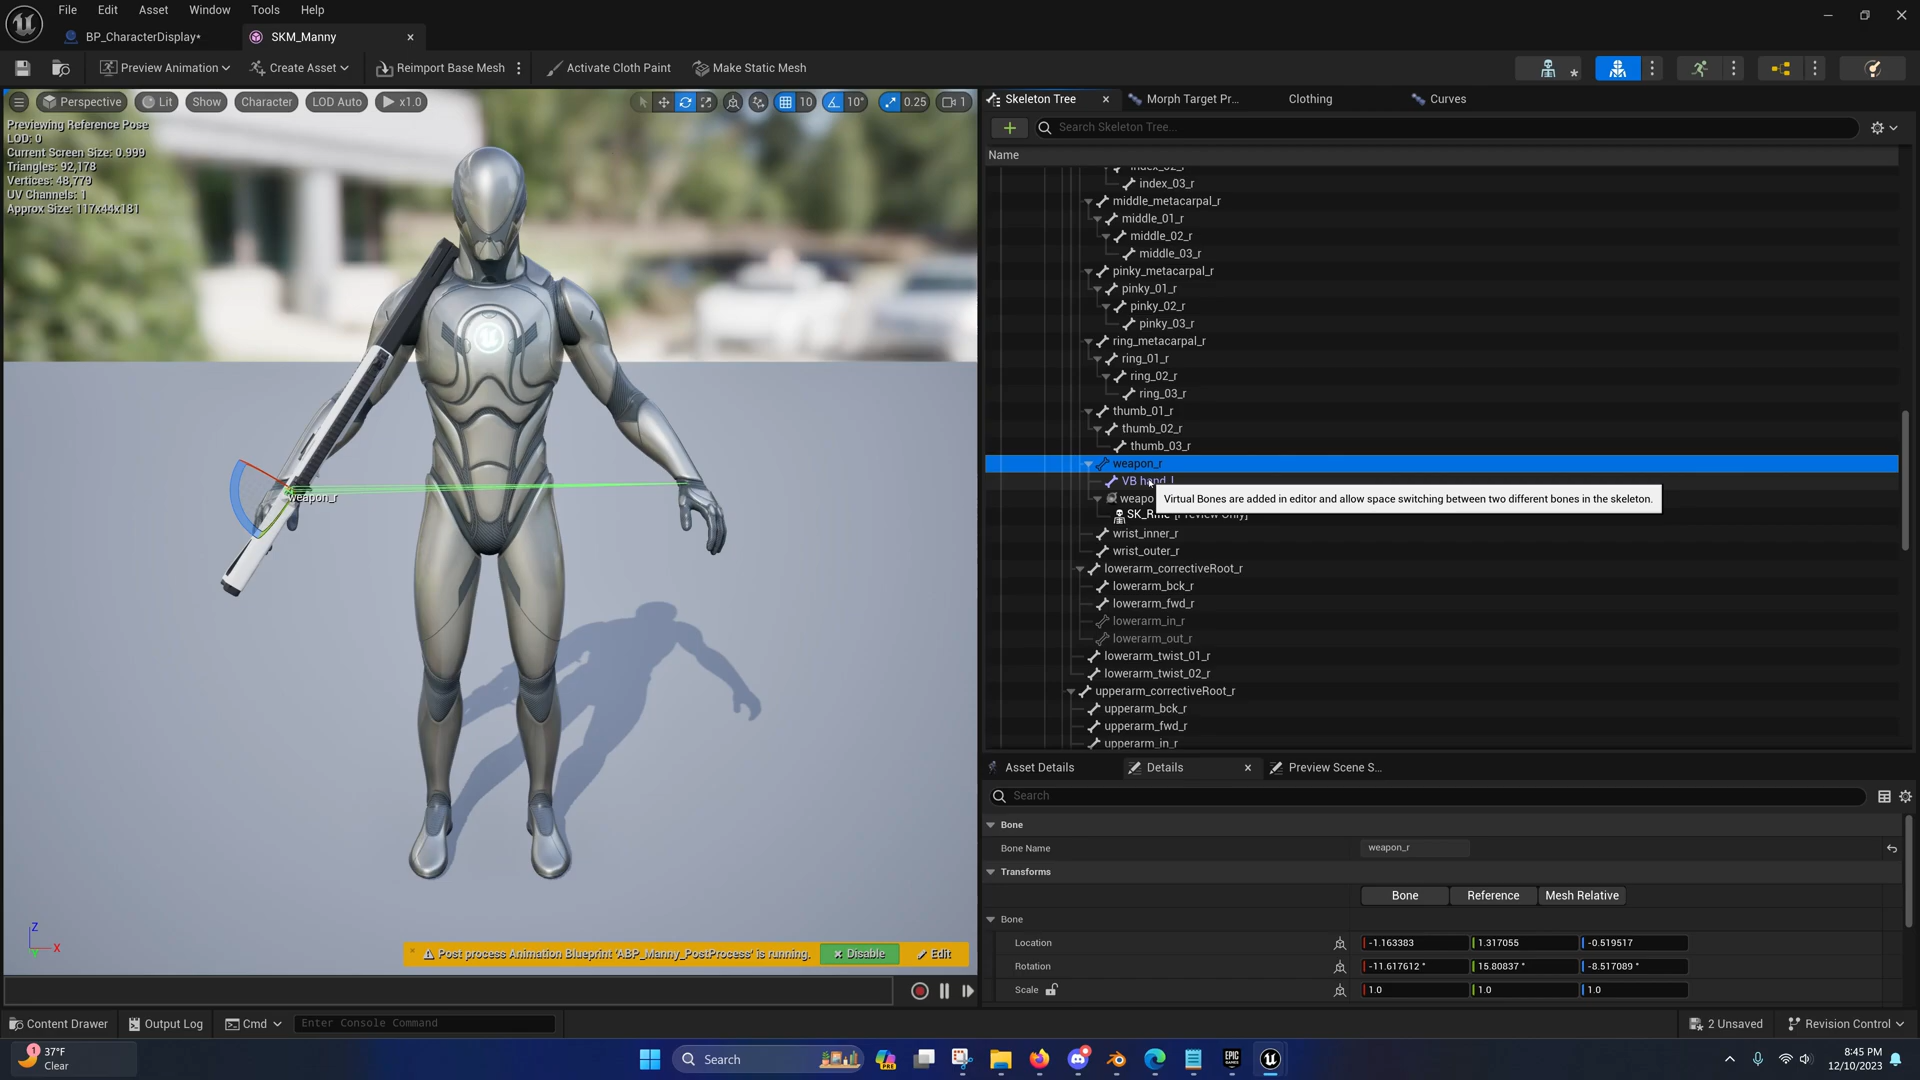 File Edit Asset Window Tools Help
BP_CharacterDisplay* SKM_Manny
Preview Animation Create Asset Reimport Base Mesh Activate Cloth Paint Make Static Mesh
Perspective Lit Show Character LOD Auto x1.0 10 10° 0.25 1
Previewing Reference Pose
LOD: 0
Current Screen Size: 0.999
Triangles: 92,178
Vertices: 48,779
UV Channels: 1
Approx Size: 117x44x181
weapon_r
Z
X
Post process Animation Blueprint 'ABP_Manny_PostProcess' is running. Disable Edit
Skeleton Tree Morph Target Pr... Clothing Curves
Search Skeleton Tree...
Name
index_02_r
index_03_r
middle_metacarpal_r
middle_01_r
middle_02_r
middle_03_r
pinky_metacarpal_r
pinky_01_r
pinky_02_r
pinky_03_r
ring_metacarpal_r
ring_01_r
ring_02_r
ring_03_r
thumb_01_r
thumb_02_r
thumb_03_r
weapon_r
VB hand_l
Virtual Bones are added in editor and allow space switching between two different bones in the skeleton.
weapo
SK_Rifle [Preview Only]
wrist_inner_r
wrist_outer_r
lowerarm_correctiveRoot_r
lowerarm_bck_r
lowerarm_fwd_r
lowerarm_in_r
lowerarm_out_r
lowerarm_twist_01_r
lowerarm_twist_02_r
upperarm_correctiveRoot_r
upperarm_bck_r
upperarm_fwd_r
upperarm_in_r
Asset Details Details Preview Scene S...
Search
Bone
Bone Name weapon_r
Transforms
Bone Reference Mesh Relative
Bone
Location -1.163383 1.317055 -0.519517
Rotation -11.617612 ° 15.80837 ° -8.517089 °
Scale 1.0 1.0 1.0
Content Drawer Output Log Cmd Enter Console Command 2 Unsaved Revision Control
1
37°F
Clear
Search
PRE
EPIC GAMES
8:45 PM
12/10/2023